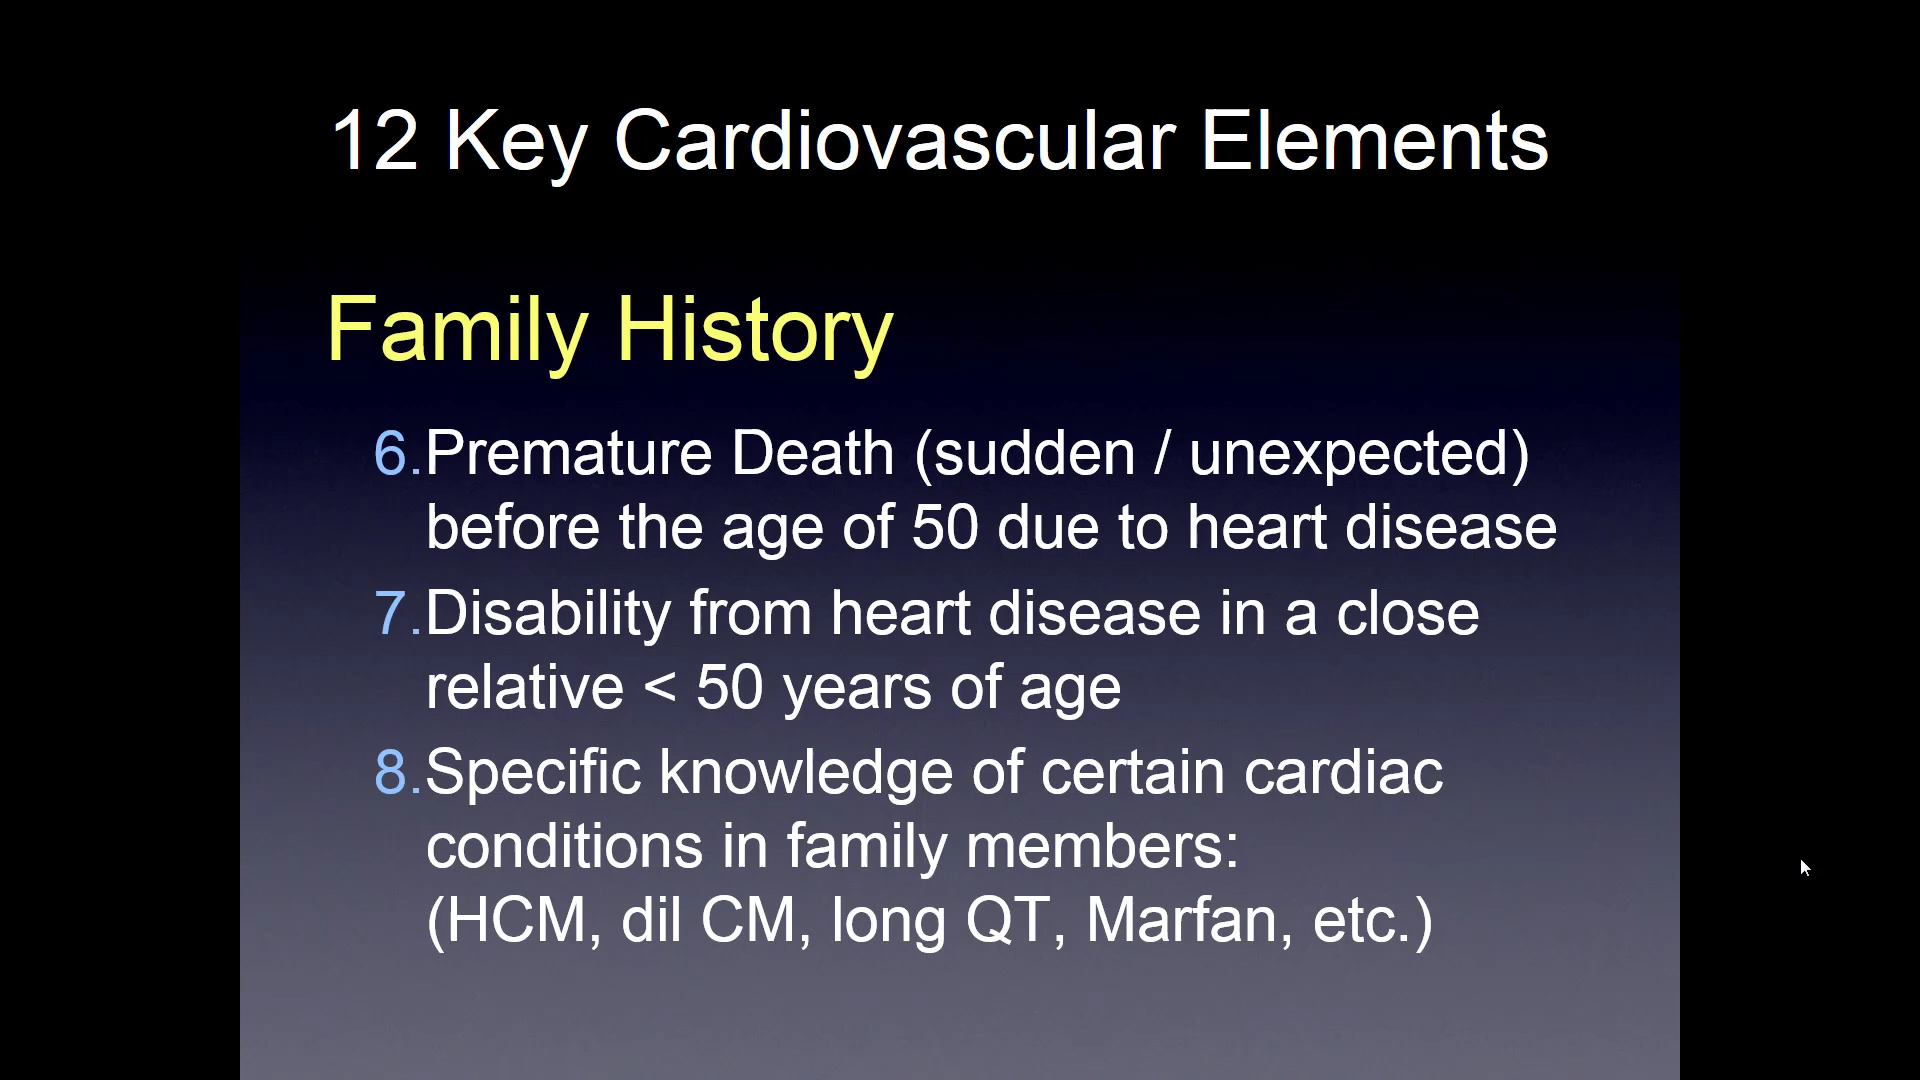 12 Key Cardiovascular Elements
Family History
6.Premature Death (sudden / unexpected)
before the age of 50 due to heart disease
7.Disability from heart disease in a close
relative < 50 years of age
8.Specific knowledge of certain cardiac
conditions in family members:
(HCM, dil CM, long QT, Marfan, etc.)